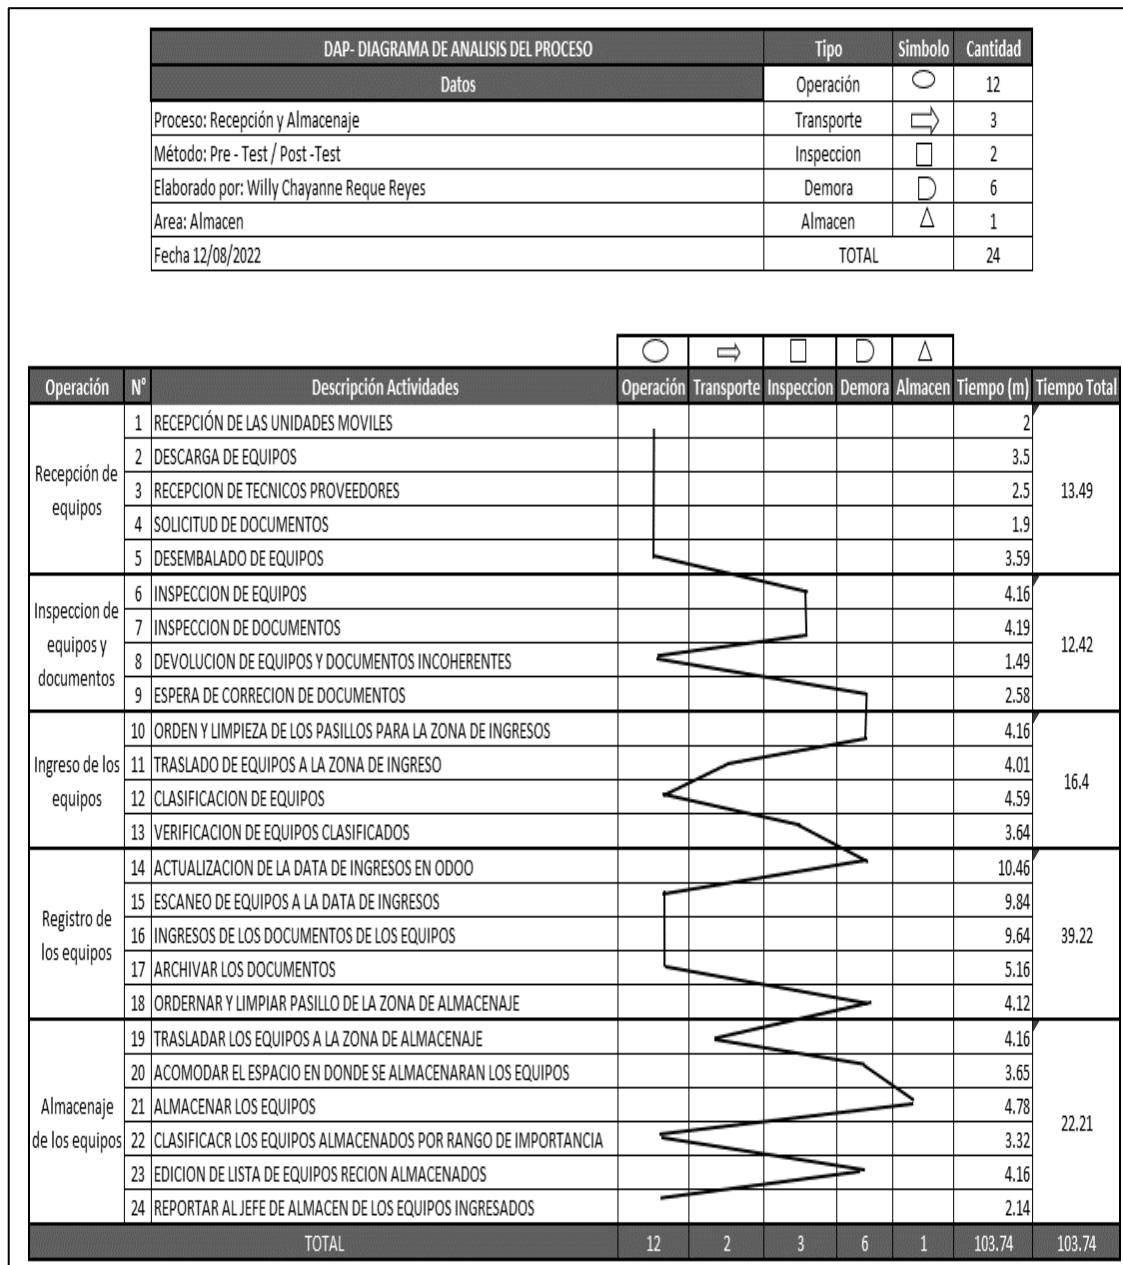 DAP- DIAGRAMA DE ANALISIS DEL PROCESO Tipo Simbolo Cantidad
Datos Operación 12
Proceso: Recepción y Almacenaje Transporte 3
Método: Pre - Test / Post -Test Inspeccion 2
Elaborado por: Willy Chayanne Reque Reyes Demora 6
Area: Almacen Almacen 1
Fecha 12/08/2022 TOTAL 24
Operación N° Descripción Actividades Operación Transporte Inspeccion Demora Almacen Tiempo (m) Tiempo Total
Recepción de equipos 13.49
1 RECEPCIÓN DE LAS UNIDADES MOVILES 2
2 DESCARGA DE EQUIPOS 3.5
3 RECEPCION DE TECNICOS PROVEEDORES 2.5
4 SOLICITUD DE DOCUMENTOS 1.9
5 DESEMBALADO DE EQUIPOS 3.59
Inspeccion de equipos y documentos 12.42
6 INSPECCION DE EQUIPOS 4.16
7 INSPECCION DE DOCUMENTOS 4.19
8 DEVOLUCION DE EQUIPOS Y DOCUMENTOS INCOHERENTES 1.49
9 ESPERA DE CORRECION DE DOCUMENTOS 2.58
Ingreso de los equipos 16.4
10 ORDEN Y LIMPIEZA DE LOS PASILLOS PARA LA ZONA DE INGRESOS 4.16
11 TRASLADO DE EQUIPOS A LA ZONA DE INGRESO 4.01
12 CLASIFICACION DE EQUIPOS 4.59
13 VERIFICACION DE EQUIPOS CLASIFICADOS 3.64
Registro de los equipos 39.22
14 ACTUALIZACION DE LA DATA DE INGRESOS EN ODOO 10.46
15 ESCANEO DE EQUIPOS A LA DATA DE INGRESOS 9.84
16 INGRESOS DE LOS DOCUMENTOS DE LOS EQUIPOS 9.64
17 ARCHIVAR LOS DOCUMENTOS 5.16
18 ORDERNAR Y LIMPIAR PASILLO DE LA ZONA DE ALMACENAJE 4.12
Almacenaje de los equipos 22.21
19 TRASLADAR LOS EQUIPOS A LA ZONA DE ALMACENAJE 4.16
20 ACOMODAR EL ESPACIO EN DONDE SE ALMACENARAN LOS EQUIPOS 3.65
21 ALMACENAR LOS EQUIPOS 4.78
22 CLASIFICACR LOS EQUIPOS ALMACENADOS POR RANGO DE IMPORTANCIA 3.32
23 EDICION DE LISTA DE EQUIPOS RECION ALMACENADOS 4.16
24 REPORTAR AL JEFE DE ALMACEN DE LOS EQUIPOS INGRESADOS 2.14
TOTAL 12 2 3 6 1 103.74 103.74